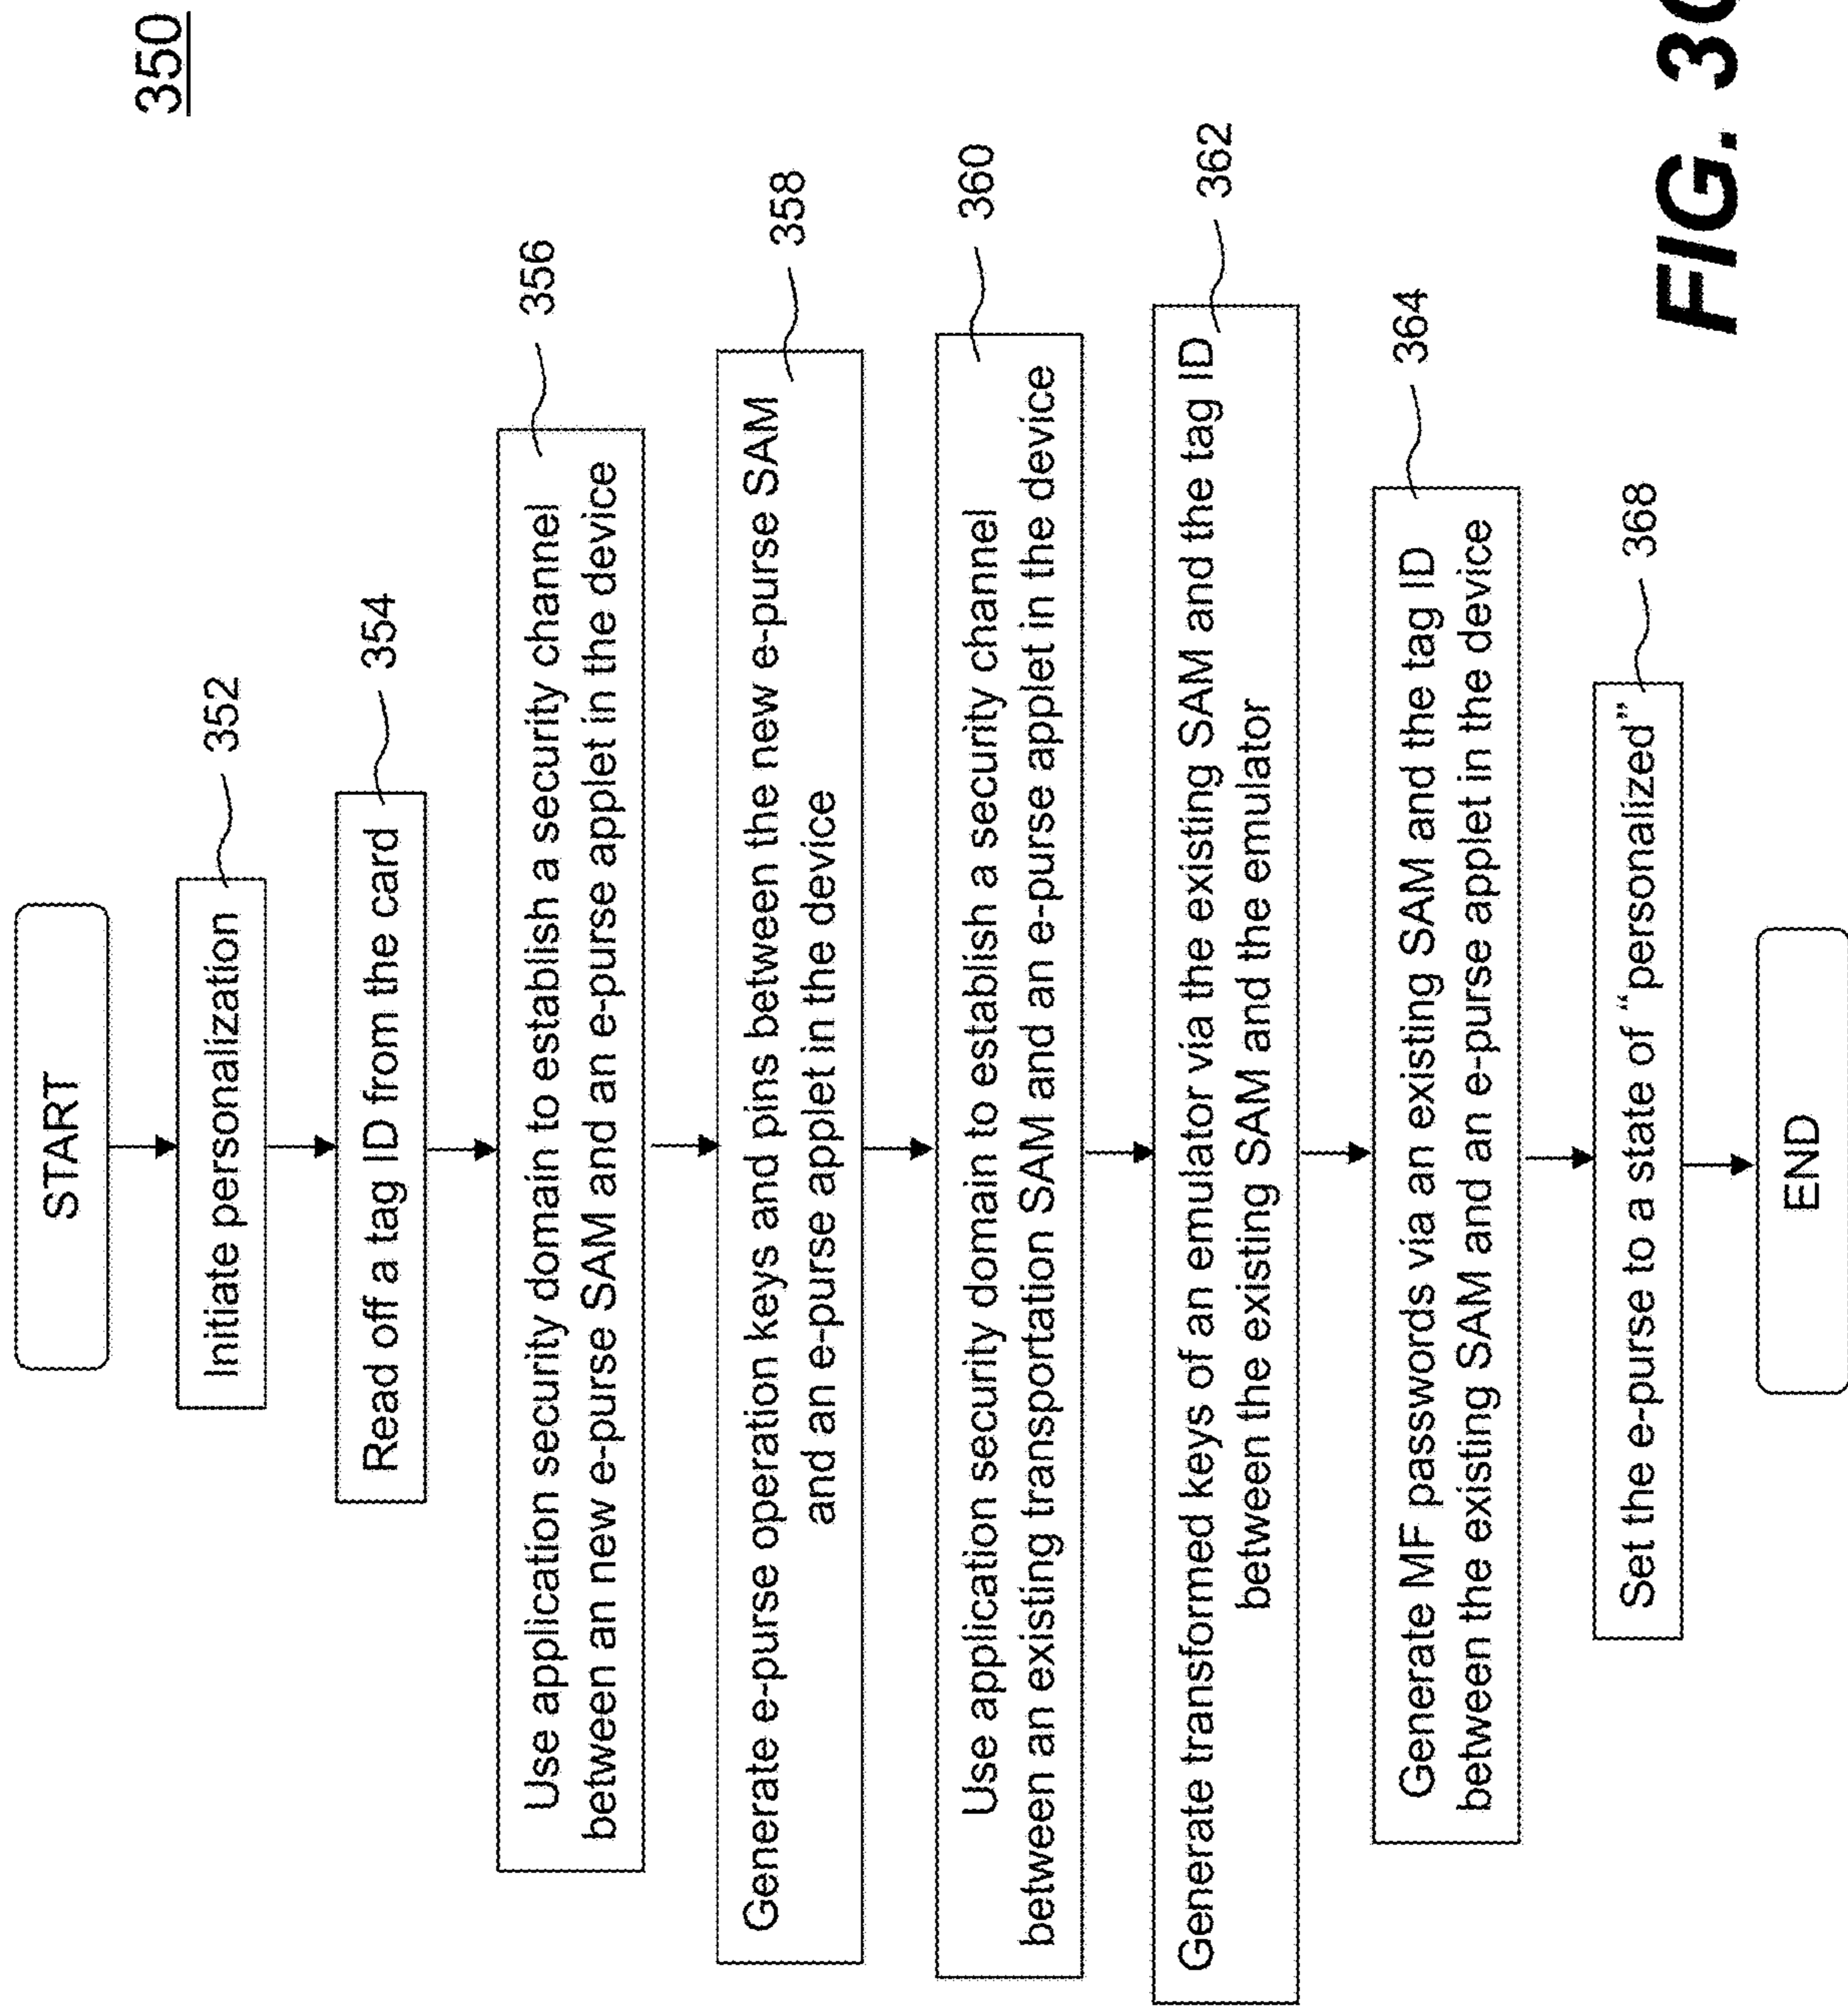 350
START
Initiate personalization
352
Read off a tag ID from the card
354
Use application security domain to establish a security channel
between an new e-purse SAM and an e-purse applet in the device
356
Generate e-purse operation keys and pins between the new e-purse SAM
and an e-purse applet in the device
358
Use application security domain to establish a security channel
between an existing transportation SAM and an e-purse applet in the device
360
Generate transformed keys of an emulator via the existing SAM and the tag ID
between the existing SAM and the emulator
362
Generate MF passwords via an existing SAM and the tag ID
between the existing SAM and an e-purse applet in the device
364
Set the e-purse to a state of “personalized”
368
END
FIG. 3C